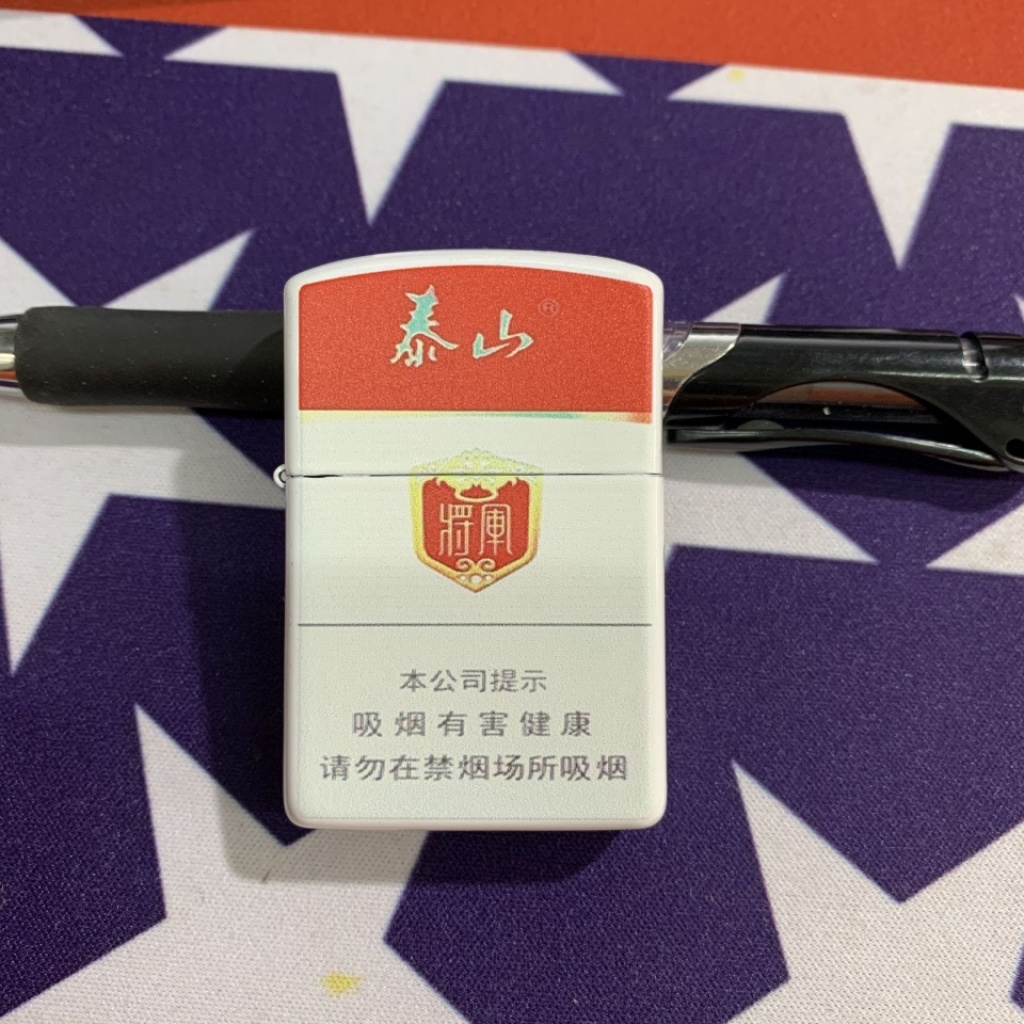 泰山®
将軍
本公司提示
吸烟有害健康
请勿在禁烟场所吸烟